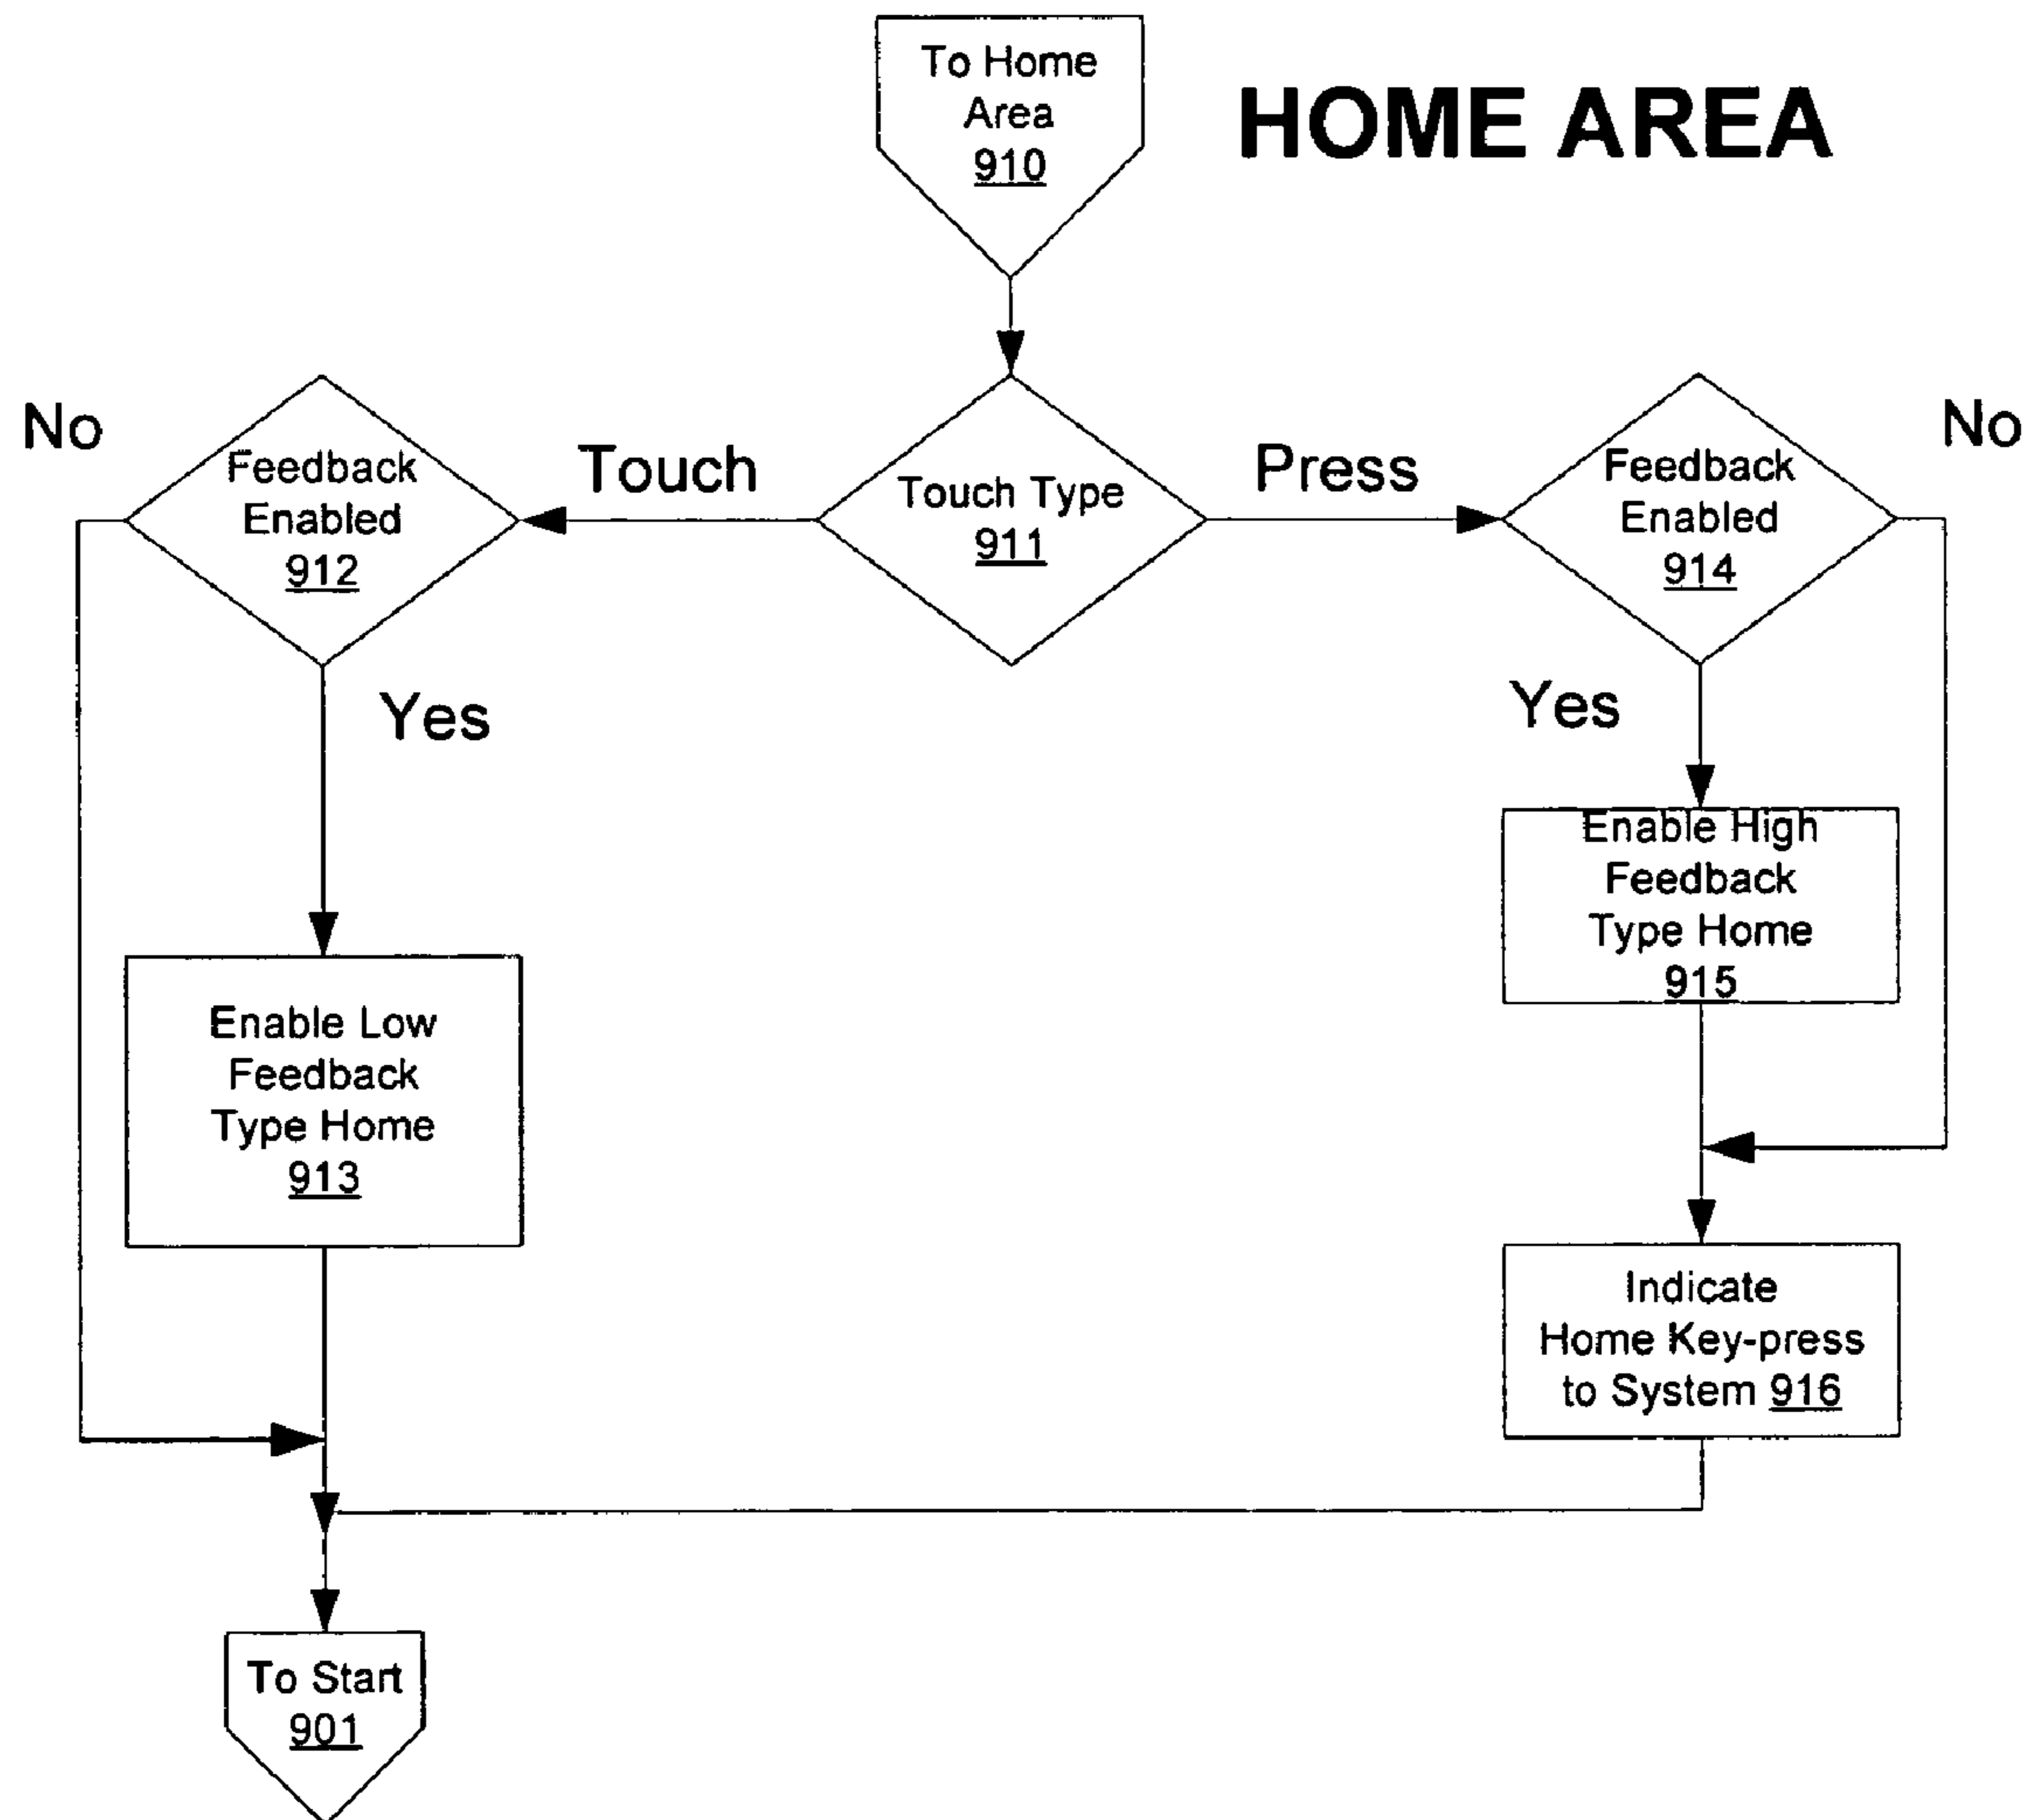 To Home
Area
910
HOME AREA
No
Feedback
Enabled
912
Touch
Touch Type
911
Press
Feedback
Enabled
914
No
Yes
Yes
Enable High
Feedback
Type Home
915
Enable Low
Feedback
Type Home
913
Indicate
Home Key-press
to System 916
To Start
901